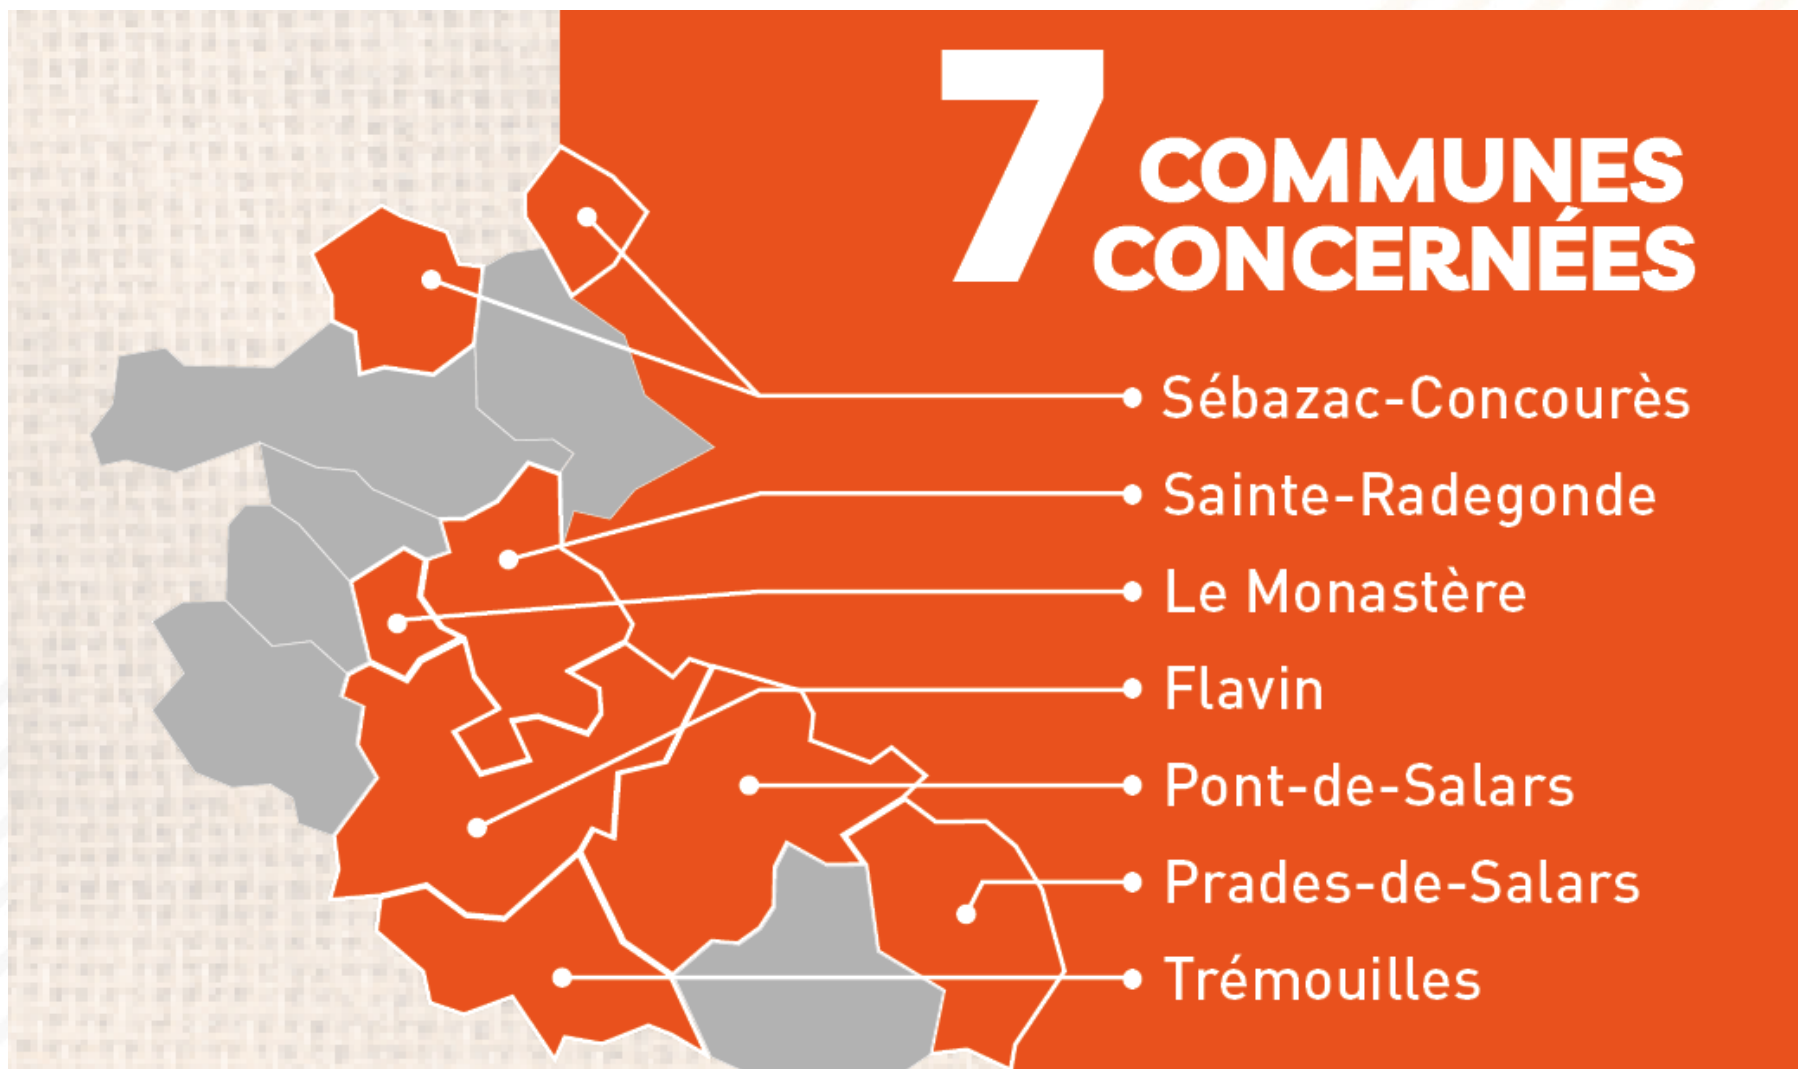 7 COMMUNES
CONCERNÉES
Sébazac-Concourès
Sainte-Radegonde
Le Monastère
Flavin
Pont-de-Salars
Prades-de-Salars
Trémouilles